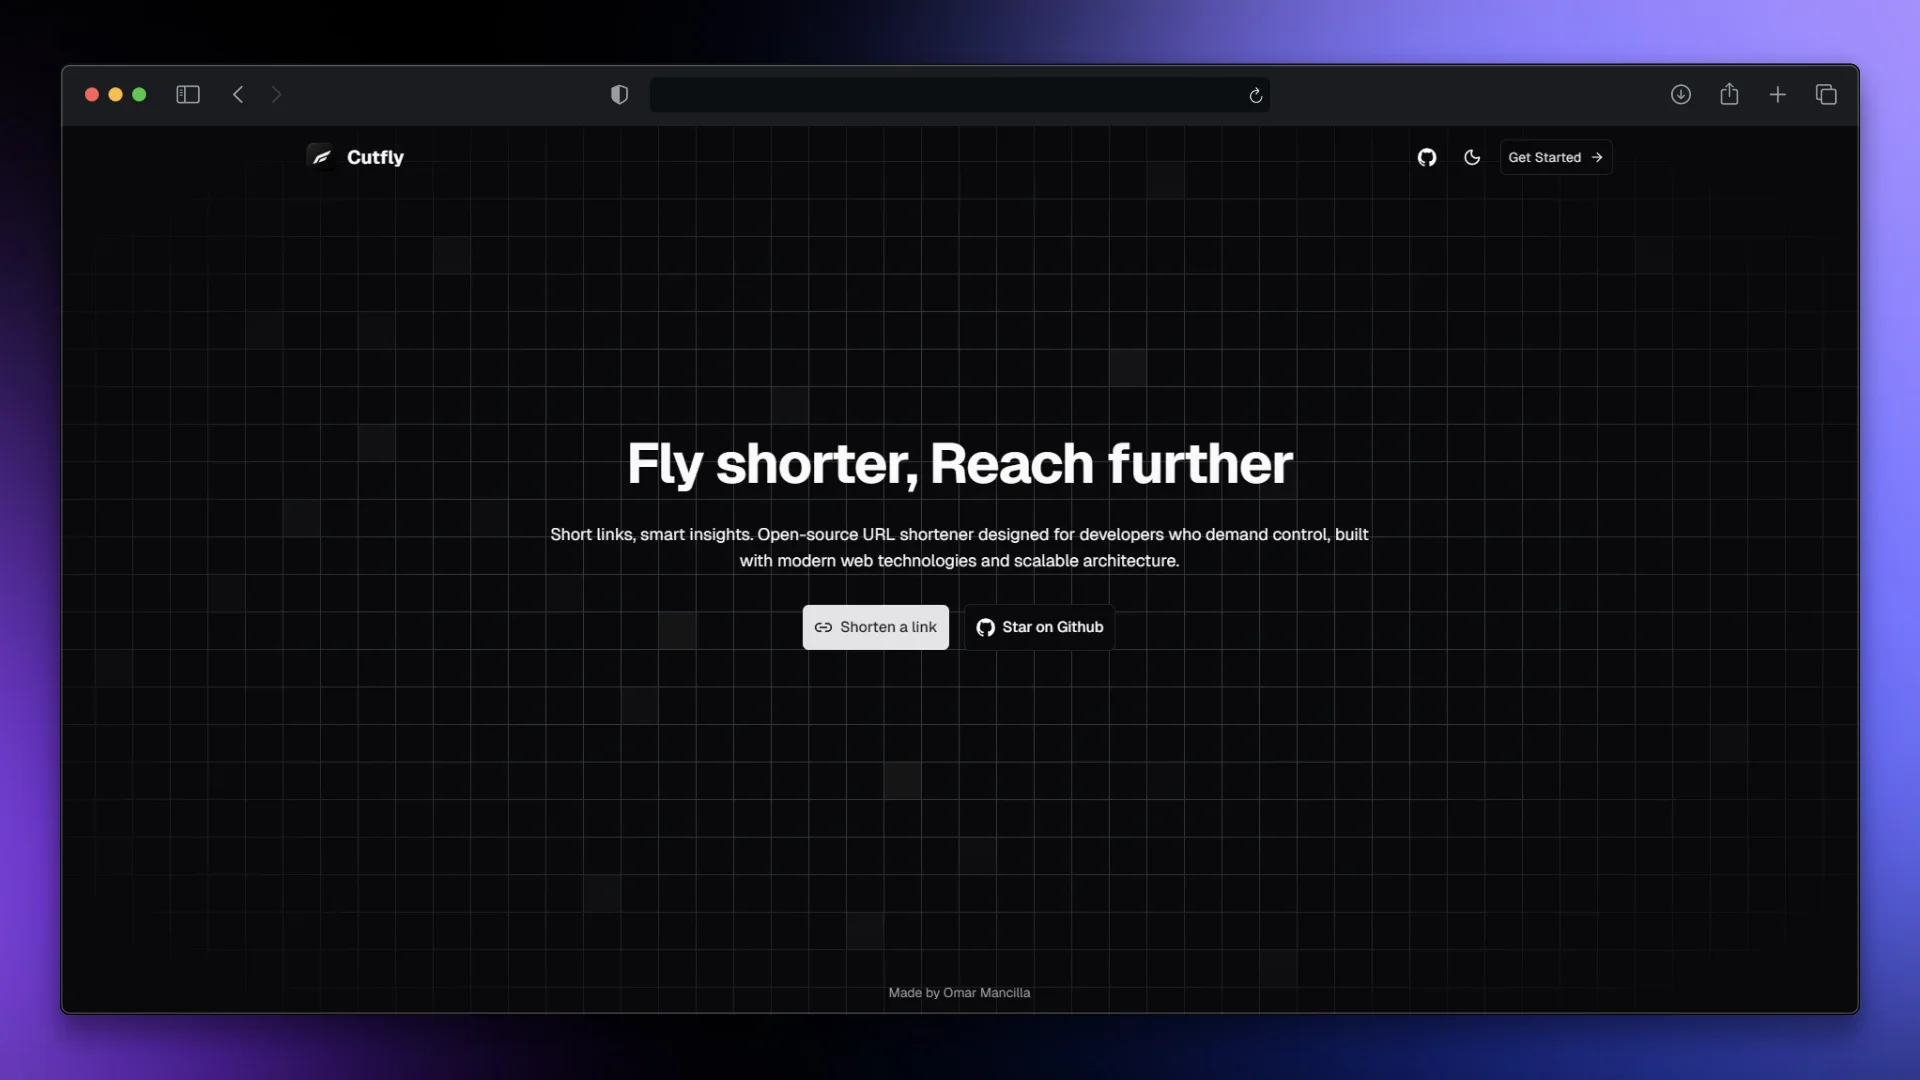 Cutfly
Get Started
Fly shorter, Reach further
Short links, smart insights. Open-source URL shortener designed for developers who demand control, built
with modern web technologies and scalable architecture.
Shorten a link
Star on Github
Made by Omar Mancilla